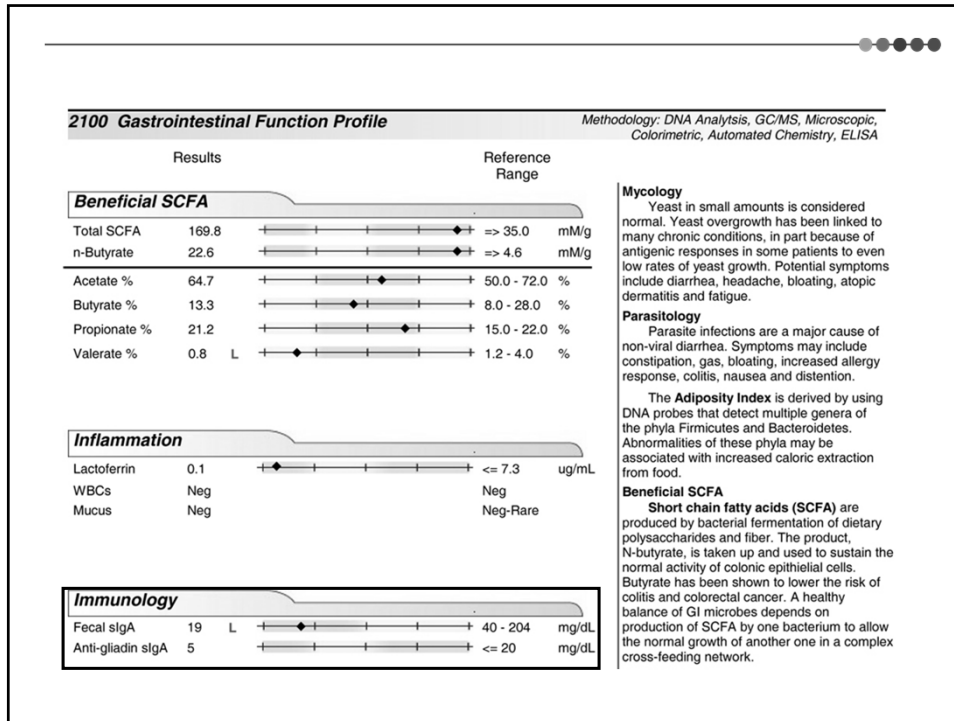 2100 Gastrointestinal Function Profile
Methodology: DNA Analytsis, GC/MS, Microscopic,
Colorimetric, Automated Chemistry, ELISA
Results Reference
Range
Beneficial SCFA
Total SCFA 169.8 => 35.0 mM/g
n-Butyrate 22.6 => 4.6 mM/g
Acetate % 64.7 50.0 - 72.0 %
Butyrate % 13.3 8.0 - 28.0 %
Propionate % 21.2 15.0 - 22.0 %
Valerate % 0.8 L 1.2 - 4.0 %
Inflammation
Lactoferrin 0.1 <= 7.3 ug/mL
WBCs Neg Neg
Mucus Neg Neg-Rare
Immunology
Fecal sIgA 19 L 40 - 204 mg/dL
Anti-gliadin sIgA 5 <= 20 mg/dL
Mycology
Yeast in small amounts is considered
normal. Yeast overgrowth has been linked to
many chronic conditions, in part because of
antigenic responses in some patients to even
low rates of yeast growth. Potential symptoms
include diarrhea, headache, bloating, atopic
dermatitis and fatigue.
Parasitology
Parasite infections are a major cause of
non-viral diarrhea. Symptoms may include
constipation, gas, bloating, increased allergy
response, colitis, nausea and distention.
The Adiposity Index is derived by using
DNA probes that detect multiple genera of
the phyla Firmicutes and Bacteroidetes.
Abnormalities of these phyla may be
associated with increased caloric extraction
from food.
Beneficial SCFA
Short chain fatty acids (SCFA) are
produced by bacterial fermentation of dietary
polysaccharides and fiber. The product,
N-butyrate, is taken up and used to sustain the
normal activity of colonic epithielial cells.
Butyrate has been shown to lower the risk of
colitis and colorectal cancer. A healthy
balance of GI microbes depends on
production of SCFA by one bacterium to allow
the normal growth of another one in a complex
cross-feeding network.